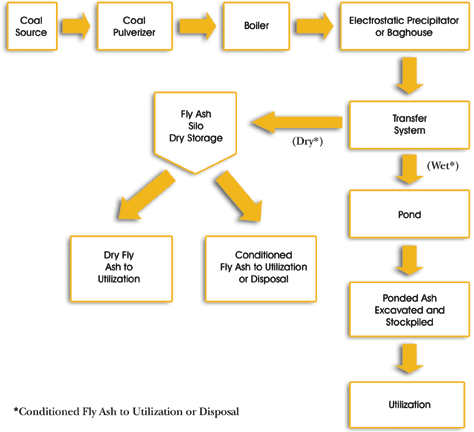 Coal
Source
Coal
Pulverizer
Boiler
Electrostatic Precipitator
or Baghouse
Fly Ash
Silo
Dry Storage
(Dry*)
Transfer
System
(Wet*)
Pond
Dry Fly
Ash to
Utilization
Conditioned
Fly Ash to Utilization
or Disposal
Ponded Ash
Excavated and
Stockpiled
Utilization
*Conditioned Fly Ash to Utilization or Disposal